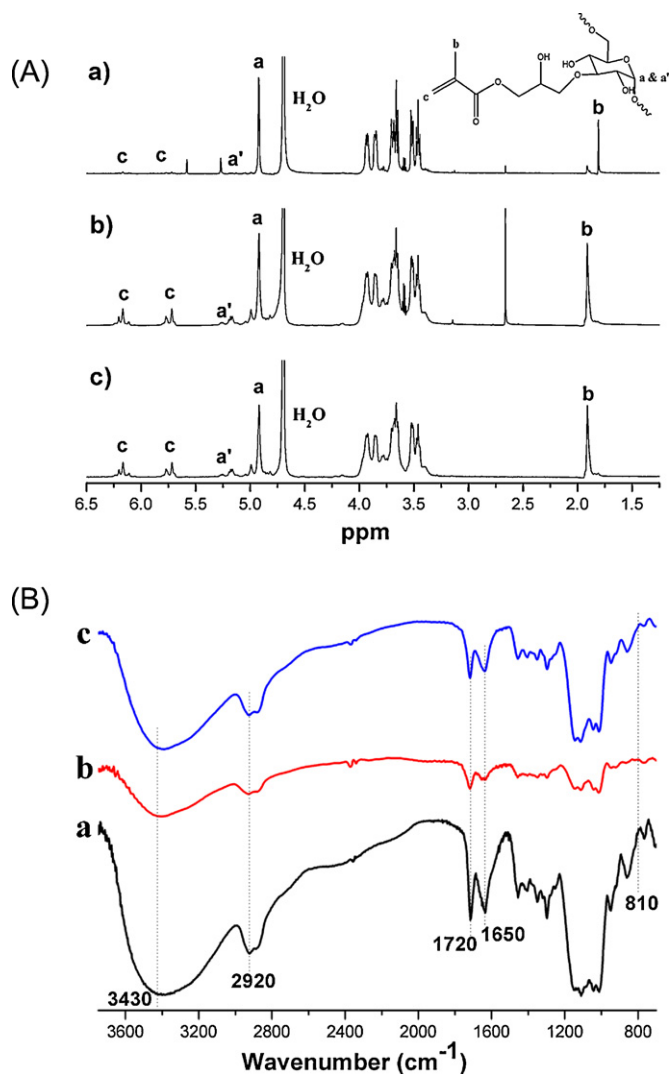 (A)
a)
a
H₂O
c c a'
b
b
OH
HO
O
O
O
c
O
HO
O
OH
O
a & a'
b)
a
H₂O
c c a'
b
c)
a
H₂O
c c a'
b
6.5 6.0 5.5 5.0 4.5 4.0 3.5 3.0 2.5 2.0 1.5
ppm
(B)
c
b
a
3430
2920
1720
1650
810
3600 3200 2800 2400 2000 1600 1200 800
Wavenumber (cm⁻¹)